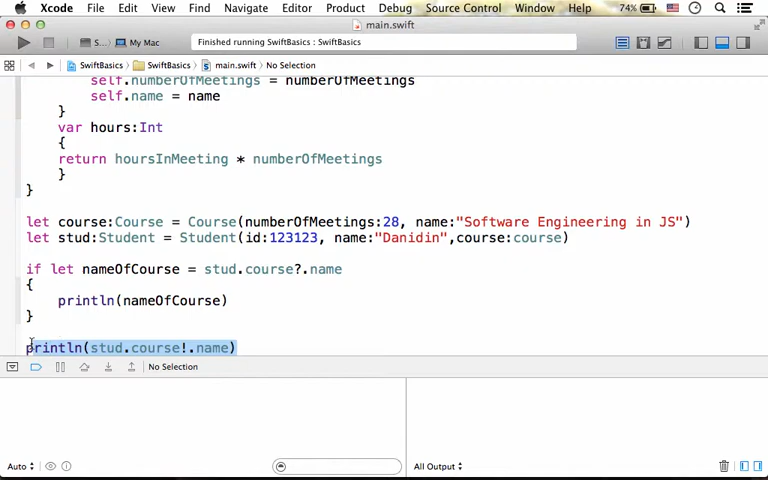 Xcode File Edit View Find Navigate Editor Product Debug Source Control Window Help 74%
main.swift
S... My Mac Finished running SwiftBasics : SwiftBasics
SwiftBasics SwiftBasics main.swift No Selection
self.numberOfMeetings = numberOfMeetings
self.name = name
}
var hours:Int
{
return hoursInMeeting * numberOfMeetings
}
}
let course:Course = Course(numberOfMeetings:28, name:"Software Engineering in JS")
let stud:Student = Student(id:123123, name:"Danidin",course:course)
if let nameOfCourse = stud.course?.name
{
println(nameOfCourse)
}
println(stud.course!.name)
No Selection
Auto All Output